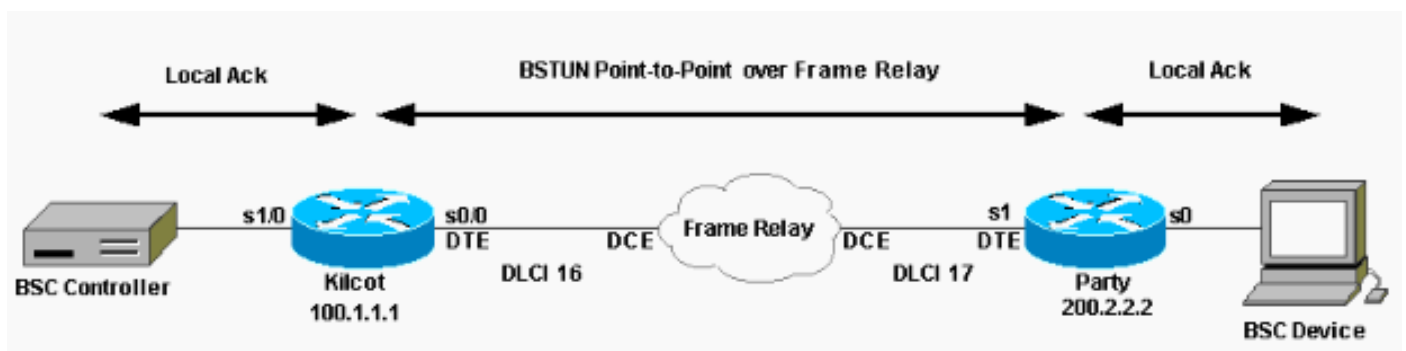 Local Ack
BSTUN Point-to-Point over Frame Relay
Local Ack
s1/0
s0/0
DTE
DCE
Frame Relay
DCE
s1
DTE
s0
BSC Controller
Kilcot
100.1.1.1
DLCI 16
DLCI 17
Party
200.2.2.2
BSC Device